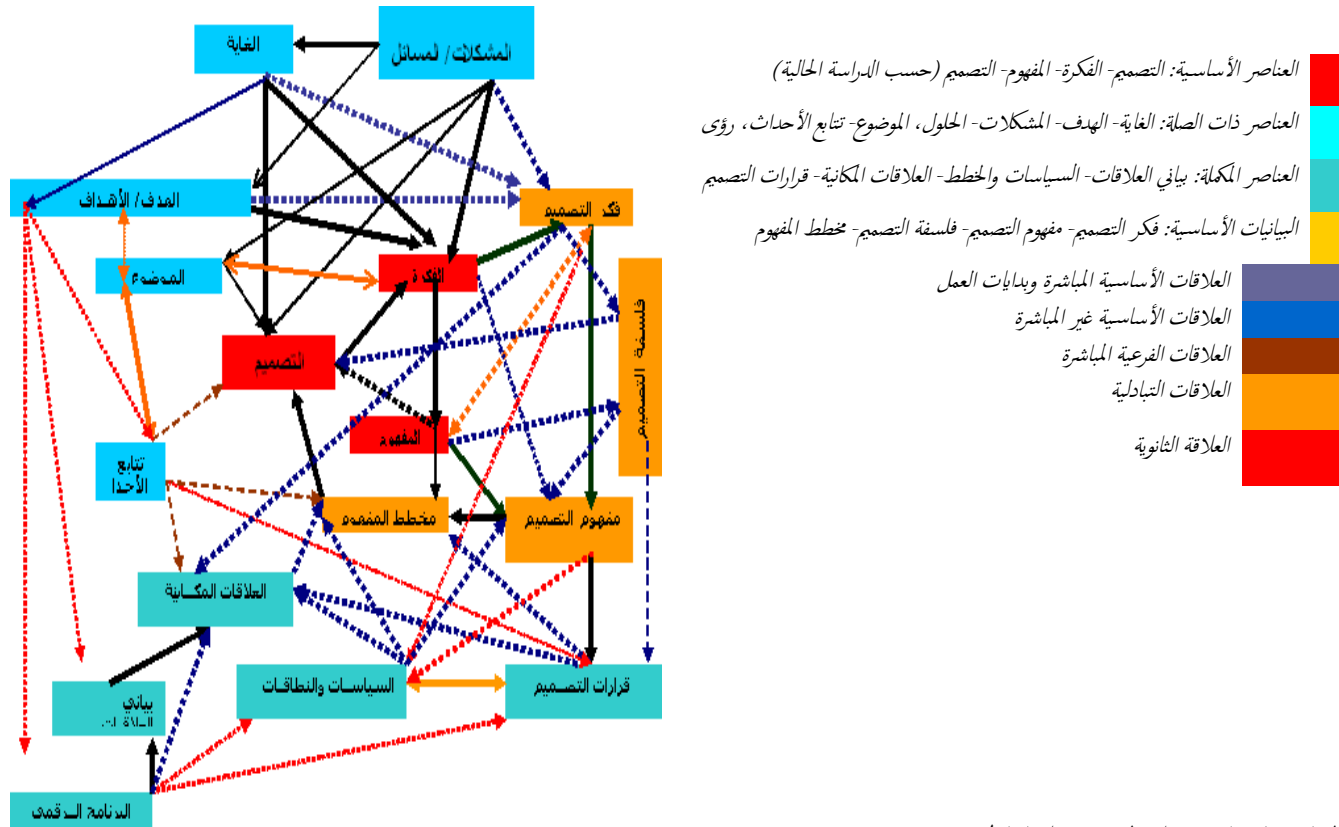 المشكلات/ المسائل
الغاية
الهدف/ الأهداف
فكر التصميم
الموضوع
الفكرة
فلسفة التصميم
التصميم
المفهوم
تتابع
الأحدا
مخطط المفهوم
مفهوم التصميم
العلاقات المكانية
السياسات والنطاقات
قرارات التصميم
بياني
البرنامج الرقمى
العناصر الأساسية: التصميم- الفكرة- المفهوم- التصميم (حسب الدراسة الحالية)
العناصر ذات الصلة: الغاية- الهدف- المشكلات- الحلول، الموضوع- تتابع الأحداث، رؤى
العناصر المكملة: بياني العلاقات- السياسات والخطط- العلاقات المكانية- قرارات التصميم
البيانيات الأساسية: فكر التصميم- مفهوم التصميم- فلسفة التصميم- مخطط المفهوم
العلاقات الأساسية المباشرة وبدايات العمل
العلاقات الأساسية غير المباشرة
العلاقات الفرعية المباشرة
العلاقات التبادلية
العلاقة الثانوية